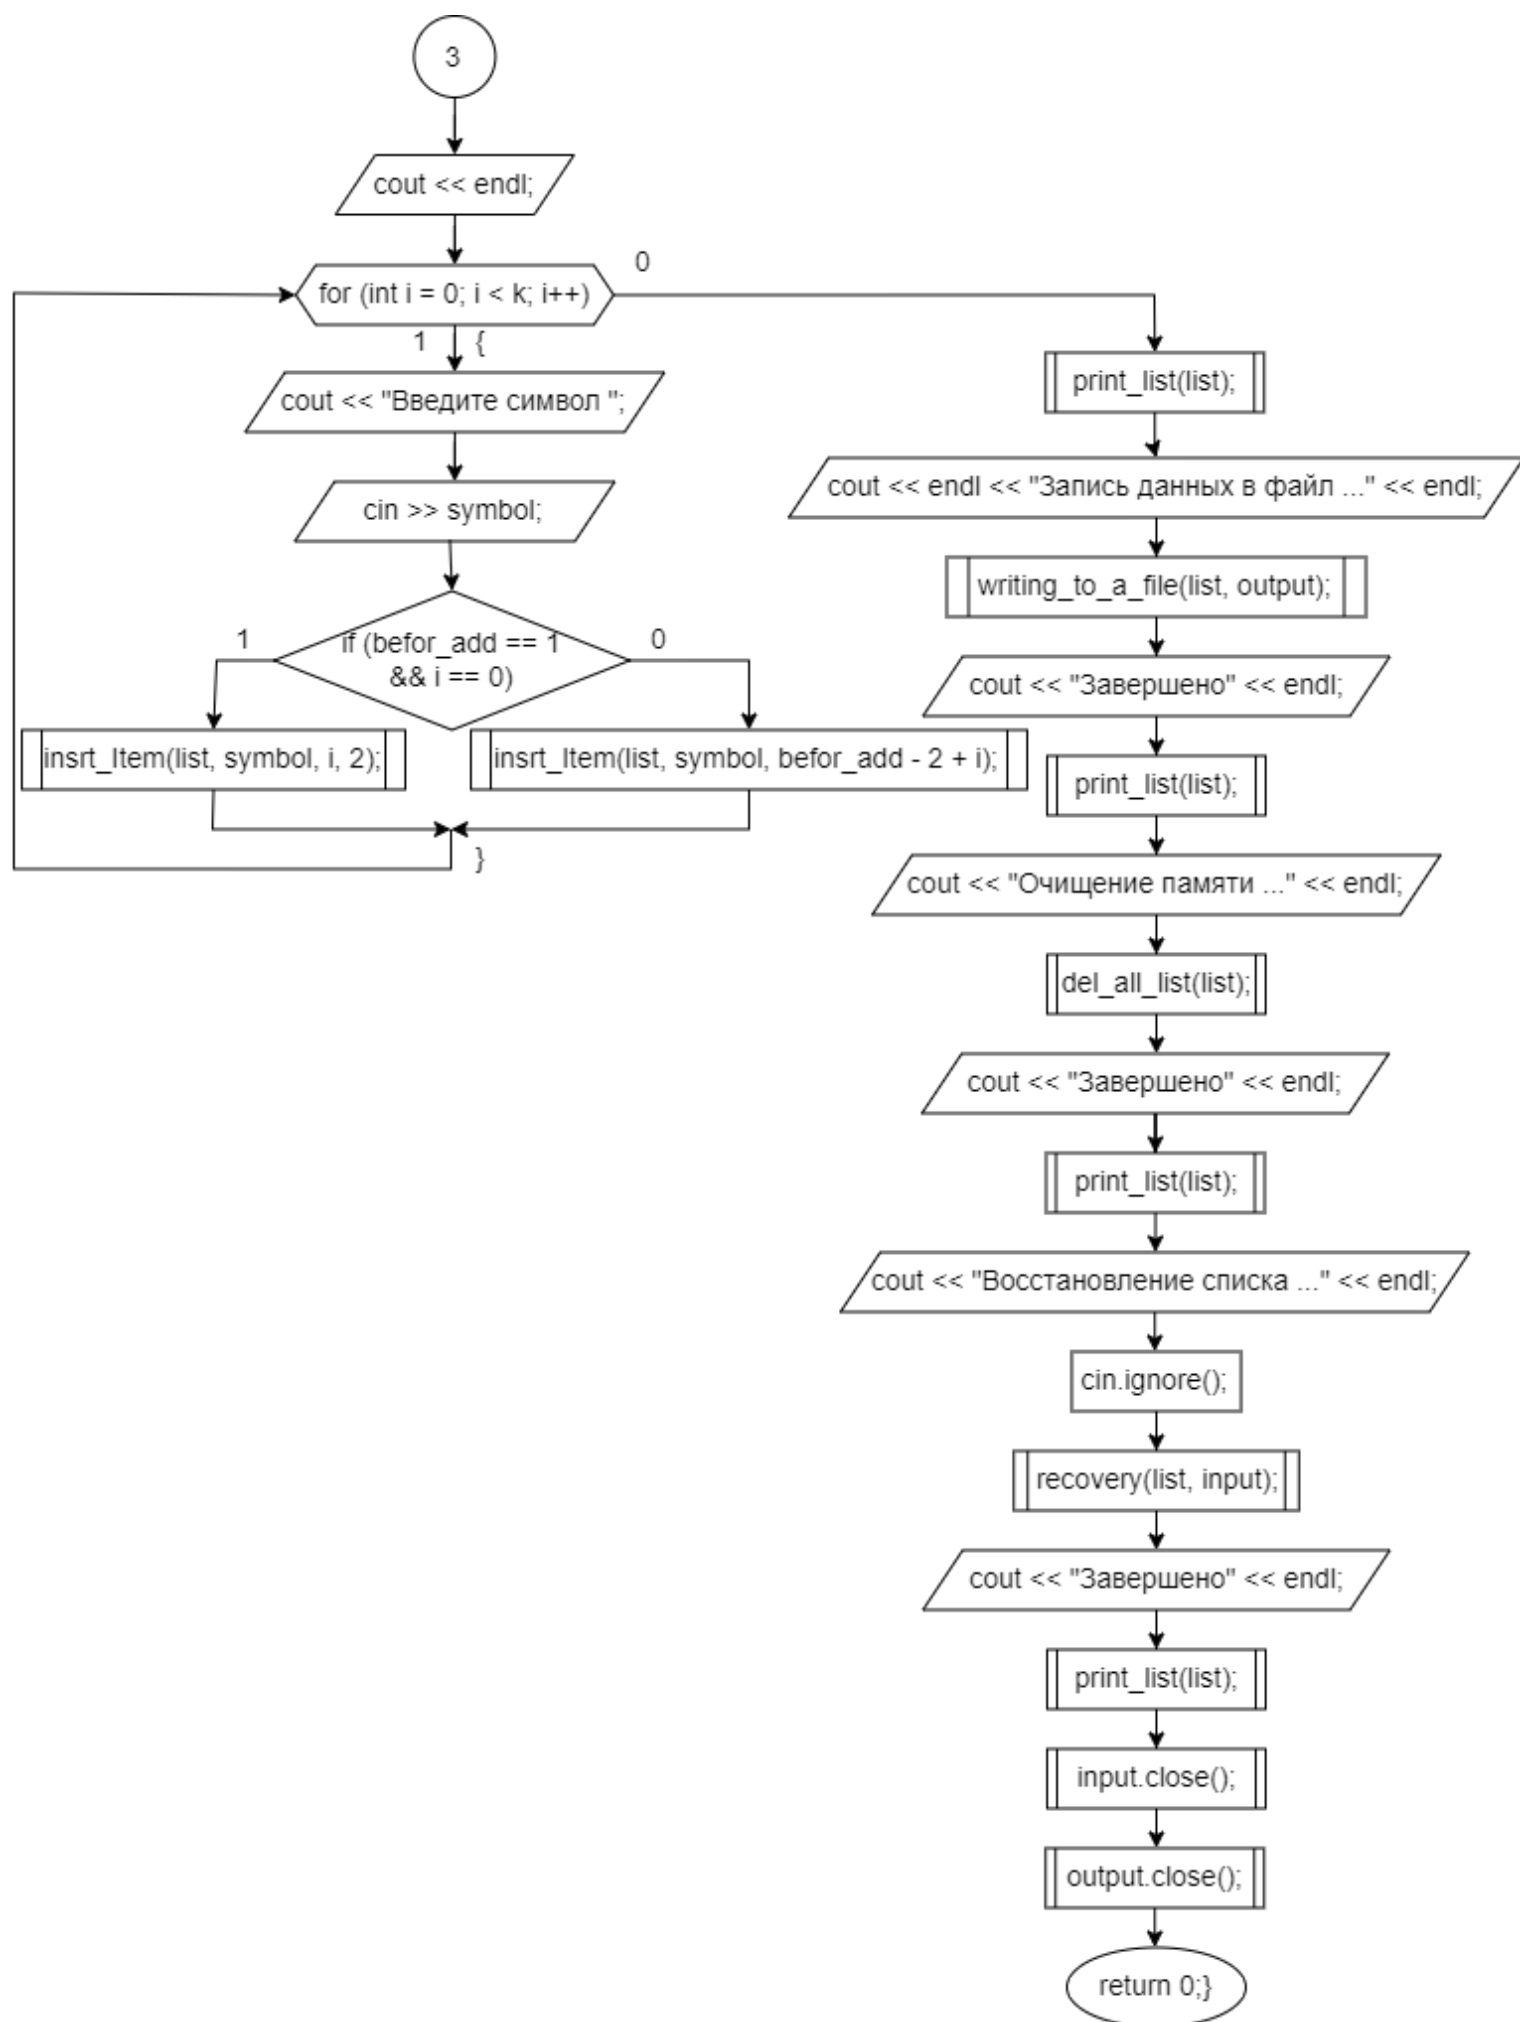 3
cout << endl;
for (int i = 0; i < k; i++)
0
1
{
cout << "Введите символ ";
cin >> symbol;
if (befor_add == 1
&& i == 0)
1
0
insrt_Item(list, symbol, i, 2);
insrt_Item(list, symbol, befor_add - 2 + i);
}
print_list(list);
cout << endl << "Запись данных в файл ..." << endl;
writing_to_a_file(list, output);
cout << "Завершено" << endl;
print_list(list);
cout << "Очищение памяти ..." << endl;
del_all_list(list);
cout << "Завершено" << endl;
print_list(list);
cout << "Восстановление списка ..." << endl;
cin.ignore();
recovery(list, input);
cout << "Завершено" << endl;
print_list(list);
input.close();
output.close();
return 0;}